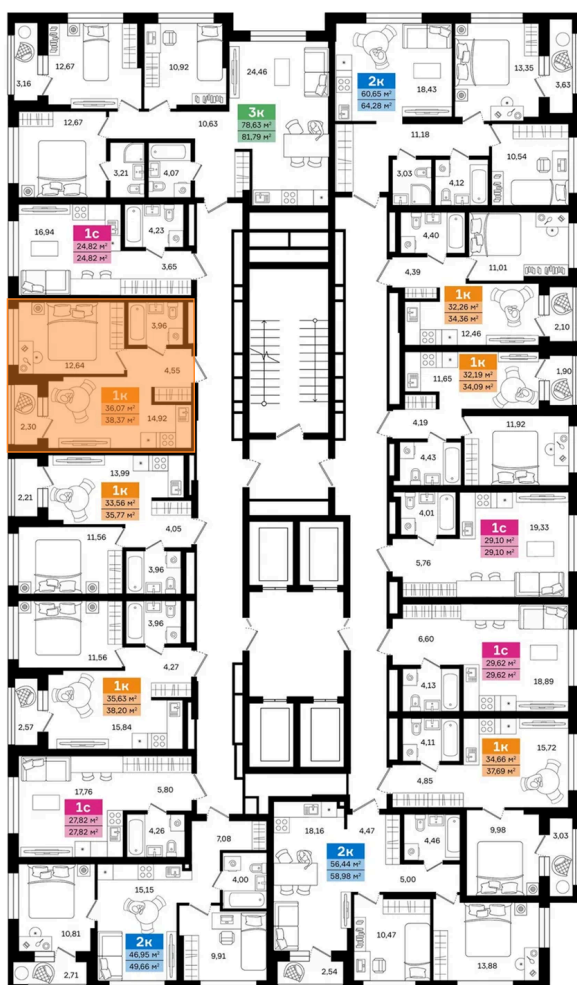 12,67
10,92
3,16
24,46
3к
78,63 м²
81,79 м²
12,67
10,63
3,21
4,07
2к
60,65 м²
64,28 м²
18,43
13,35
3,63
11,18
10,54
3,03
4,12
16,94
1с
24,82 м²
24,82 м²
4,23
3,65
4,40
11,01
4,39
1к
32,26 м²
34,36 м²
12,46
2,10
3,96
12,64
4,55
1к
36,07 м²
38,37 м²
14,92
2,30
1к
32,19 м²
34,09 м²
11,65
1,90
4,19
11,92
4,43
13,99
2,21
1к
33,56 м²
35,77 м²
4,05
11,56
3,96
4,01
1с
29,10 м²
29,10 м²
19,33
5,76
3,96
11,56
4,27
1к
35,63 м²
38,20 м²
2,57
15,84
6,60
1с
29,62 м²
29,62 м²
4,13
18,89
4,11
1к
34,66 м²
37,69 м²
15,72
4,85
17,76
5,80
1с
27,82 м²
27,82 м²
4,26
7,08
18,16
4,47
2к
56,44 м²
58,98 м²
4,46
5,00
9,98
3,03
15,15
4,00
10,81
2к
46,95 м²
49,66 м²
9,91
2,71
10,47
2,54
13,88